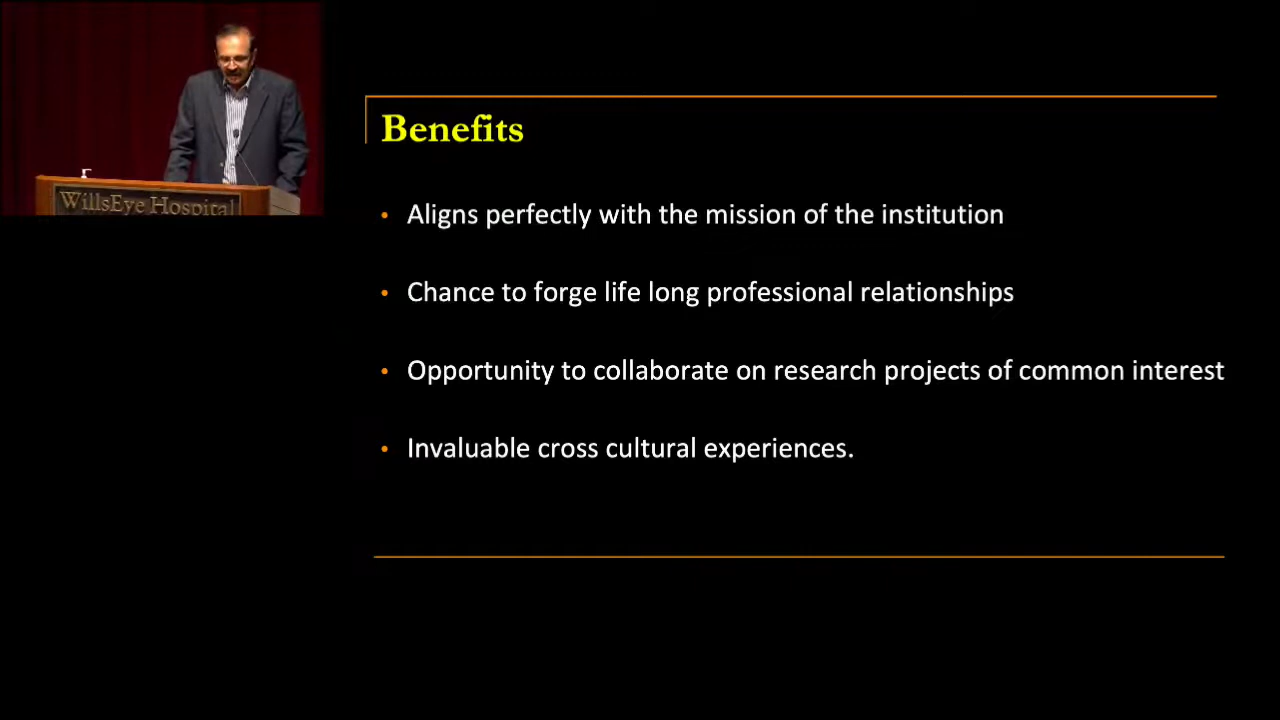 WillsEye Hospital
Benefits
• Aligns perfectly with the mission of the institution
• Chance to forge life long professional relationships
• Opportunity to collaborate on research projects of common interest
• Invaluable cross cultural experiences.